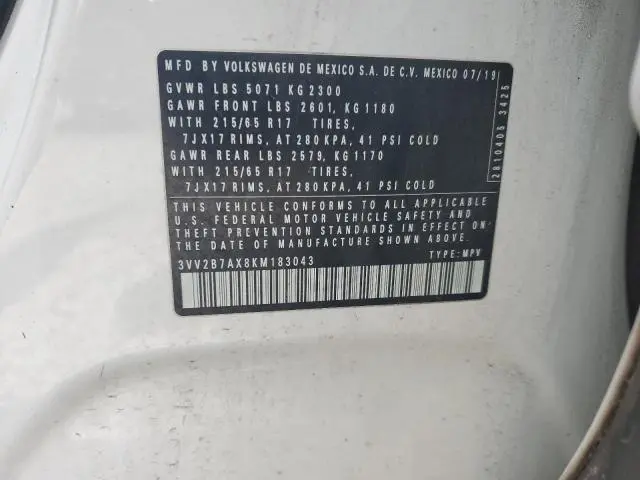 MFD BY VOLKSWAGEN DE MEXICO S.A. DE C.V. MEXICO 07/19
GVWR LBS 5071 KG 2300
GAWR FRONT LBS 2601, KG 1180
WITH 215/65 R17 TIRES,
7JX17 RIMS, AT 280 KPA, 41 PSI COLD
GAWR REAR LBS 2579, KG 1170
WITH 215/65 R17 TIRES,
7JX17 RIMS, AT 280 KPA, 41 PSI COLD
THIS VEHICLE CONFORMS TO ALL APPLICABLE
U.S. FEDERAL MOTOR VEHICLE SAFETY AND
THEFT PREVENTION STANDARDS IN EFFECT ON
THE DATE OF MANUFACTURE SHOWN ABOVE.
3VV2B7AX8KM183043 TYPE: MPV
2810405 3425